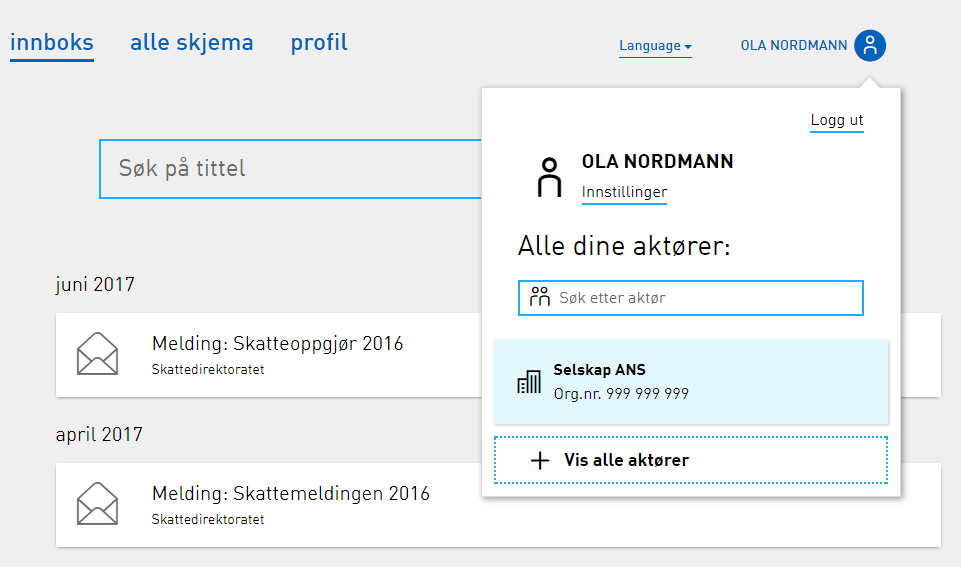 innboks alle skjema profil
Language OLA NORDMANN
Logg ut
OLA NORDMANN
Innstillinger
Alle dine aktører:
Søk etter aktør
Selskap ANS
Org.nr. 999 999 999
Vis alle aktører
Søk på tittel
juni 2017
Melding: Skatteoppgjør 2016
Skattedirektoratet
april 2017
Melding: Skattemeldingen 2016
Skattedirektoratet